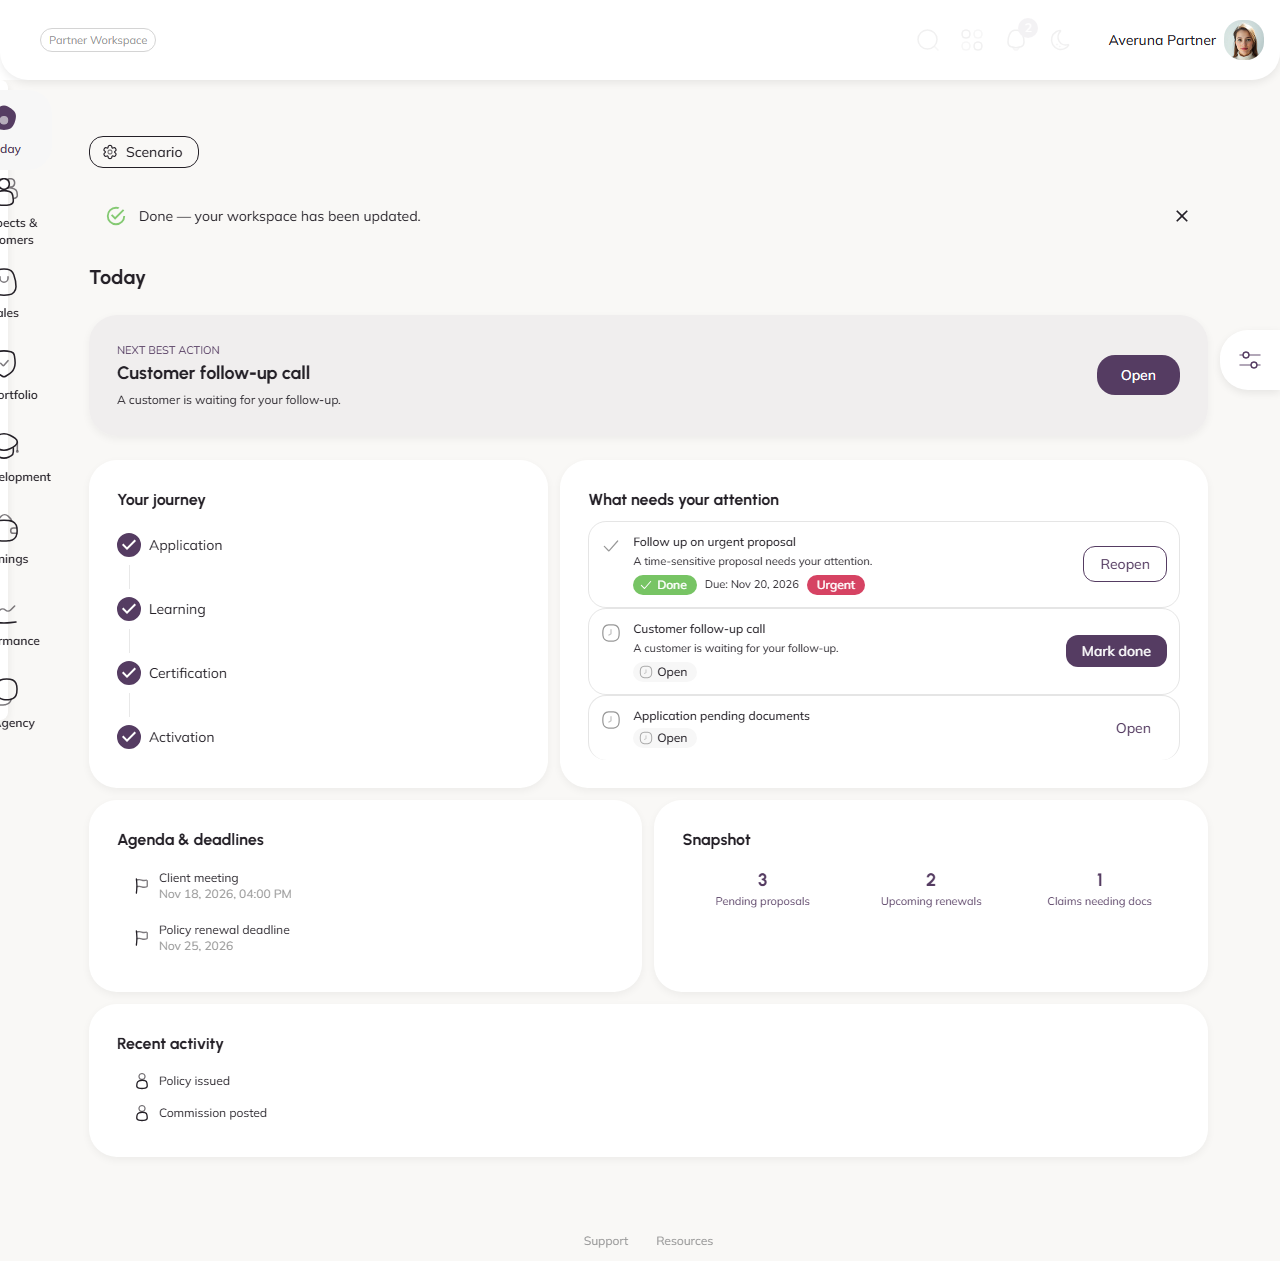 Partner Workspace
2
Averuna Partner
day
Scenario
pects &
omers
Done — your workspace has been updated.
Today
ales
NEXT BEST ACTION
Customer follow-up call
A customer is waiting for your follow-up.
Open
ortfolio
elopment
nings
rmance
Agency
Your journey
Application
Learning
Certification
Activation
What needs your attention
Follow up on urgent proposal
A time-sensitive proposal needs your attention.
Done Due: Nov 20, 2026 Urgent
Reopen
Customer follow-up call
A customer is waiting for your follow-up.
Open
Mark done
Application pending documents
Open
Open
Agenda & deadlines
Client meeting
Nov 18, 2026, 04:00 PM
Policy renewal deadline
Nov 25, 2026
Snapshot
3 2 1
Pending proposals Upcoming renewals Claims needing docs
Recent activity
Policy issued
Commission posted
Support Resources